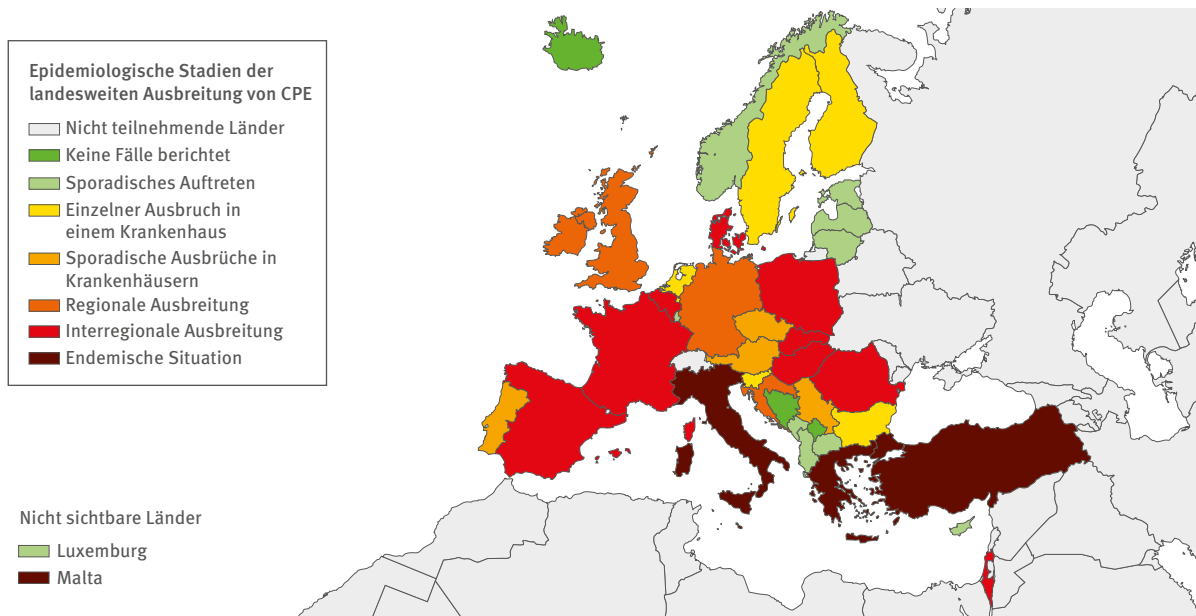 Epidemiologische Stadien der
landesweiten Ausbreitung von CPE
Nicht teilnehmende Länder
Keine Fälle berichtet
Sporadisches Auftreten
Einzelner Ausbruch in
einem Krankenhaus
Sporadische Ausbrüche in
Krankenhäusern
Regionale Ausbreitung
Interregionale Ausbreitung
Endemische Situation
Nicht sichtbare Länder
Luxemburg
Malta